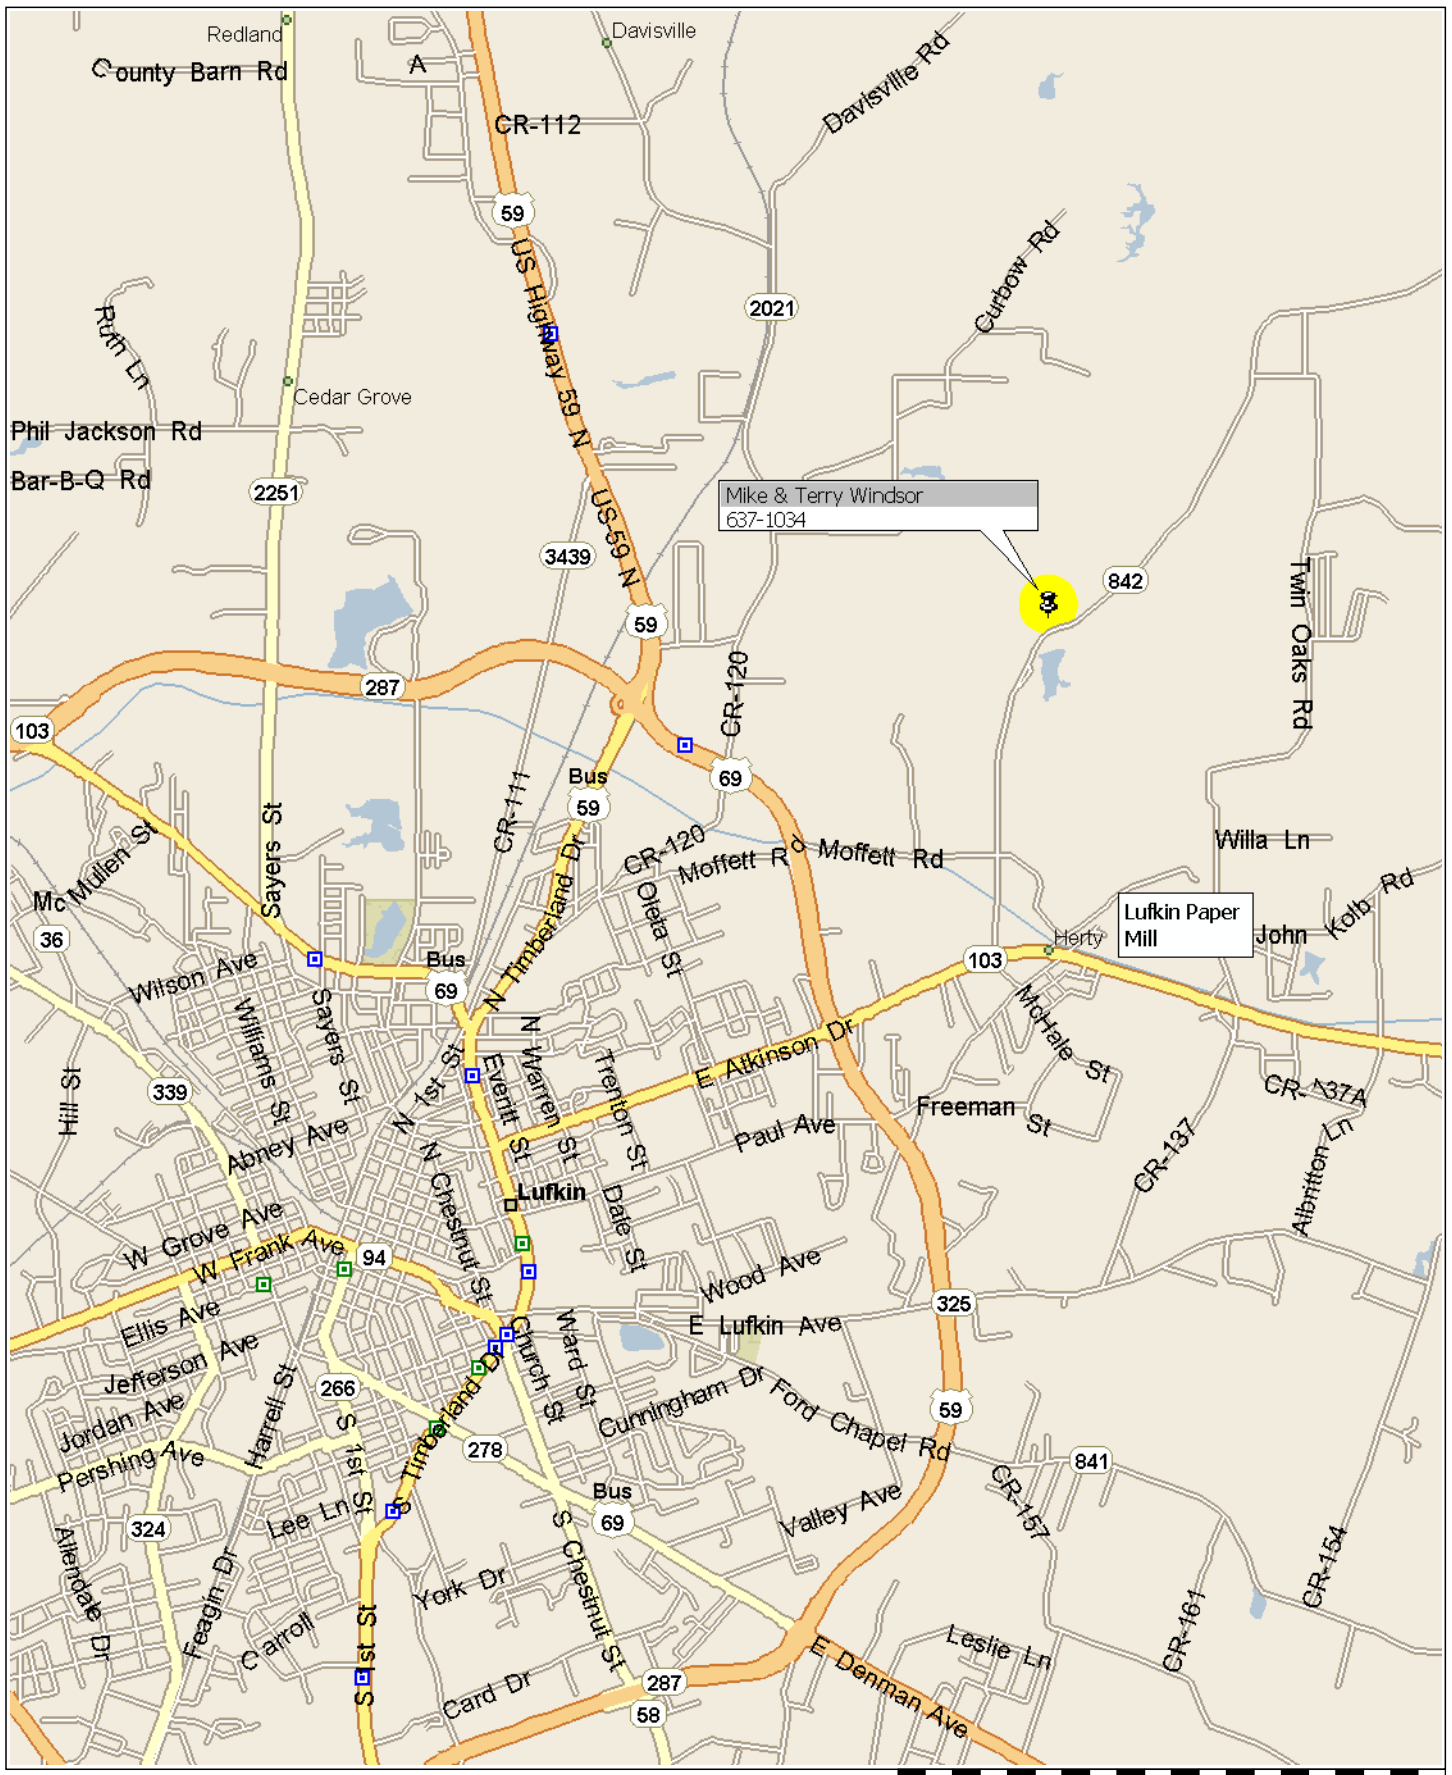 Redland
Davisville
County Barn Rd
A
Davisville Rd
CR-112
59
US Highway 59 N
Curbow Rd
2021
Ruth Ln
Cedar Grove
Phil Jackson Rd
Bar-B-Q Rd
2251
Mike & Terry Windsor
637-1034
US-59 N
3439
842
Twin Oaks Rd
59
287
CR-120
103
69
Bus
59
CR-111
Sayers St
McMullen St
CR-120
Moffett Rd
Moffett Rd
Willa Ln
Kolb Rd
John
Lufkin Paper
Mill
Herty
36
Oleta St
N Timberland Dr
Wilson Ave
Bus
69
103
Williams St
Sayers St
N 1st St
Everitt St
N Warren St
Trenton St
E Atkinson Dr
McHale St
CR-137A
Hill St
339
Freeman St
Paul Ave
Abney Ave
N Chestnut St
CR-137
Albritton Ln
Lufkin
Dale St
W Grove Ave
W Frank Ave
94
Wood Ave
325
Ellis Ave
E Lufkin Ave
Church St
Ward St
Jefferson Ave
Cunningham Dr
Ford Chapel Rd
266
Harrell St
Jordan Ave
59
S Timberland Dr
S 1st St
278
Pershing Ave
841
CR-157
Bus
69
Valley Ave
Lee Ln
324
S Chestnut St
Allendale Dr
Feagin Dr
York Dr
CR-154
CR-161
Carroll
S 1st St
Leslie Ln
E Denman Ave
Card Dr
287
58